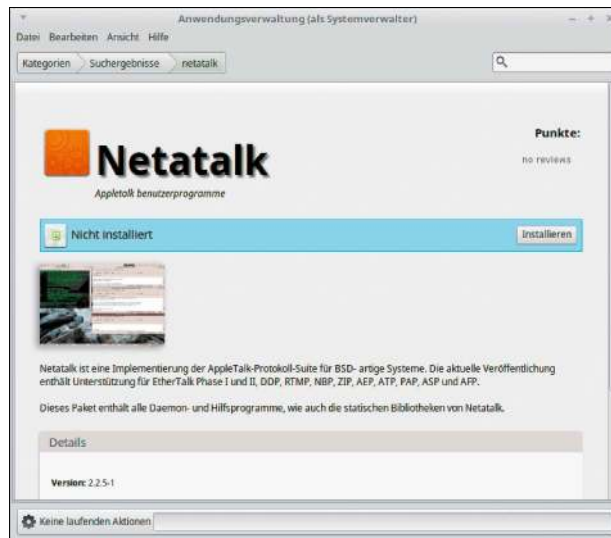 Anwendungsverwaltung (als Systemverwalter)
Datei Bearbeiten Ansicht Hilfe
Kategorien Suchergebnisse netatalk
Netatalk
Appletalk benutzerprogramme
Punkte:
no reviews
Nicht installiert
Installieren
Netatalk ist eine Implementierung der AppleTalk-Protokoll-Suite für BSD- artige Systeme. Die aktuelle Veröffentlichung
enthält Unterstützung für EtherTalk Phase I und II, DDP, RTMP, NBP, ZIP, AEP, ATP, PAP, ASP und AFP.
Dieses Paket enthält alle Daemon- und Hilfsprogramme, wie auch die statischen Bibliotheken von Netatalk.
Details
Version: 2.2.5-1
Keine laufenden Aktionen